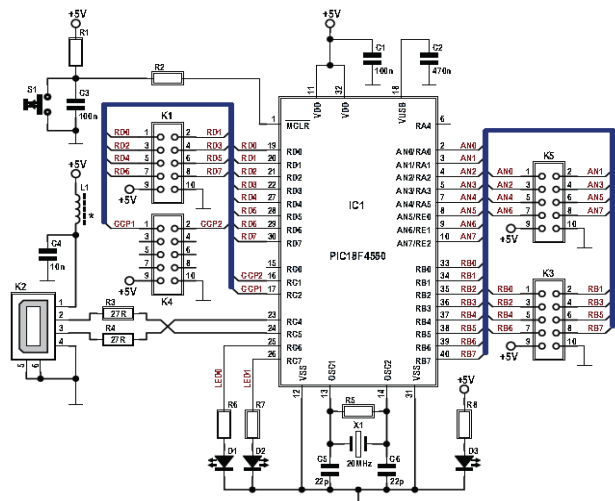 +5V
+5V
+5V
R1
R2
C1
100n
C2
470n
S1
C3
100n
11
32
18
VDD
VDD
VUSB
1
MCLR
RA4
6
K1
RD0 1 2 RD1
RD2 3 4 RD3
RD4 5 6 RD5
RD6 7 8 RD7
+5V 9 10
RD0 19 RD0
RD1 20 RD1
RD2 21 RD2
RD3 22 RD3
RD4 27 RD4
RD5 28 RD5
RD6 29 RD6
RD7 30 RD7
IC1
PIC18F4550
AN0/RA0 2 AN0
AN1/RA1 3 AN1
AN2/RA2 4 AN2
AN3/RA3 5 AN3
AN4/RA5 7 AN4
AN5/RE0 8 AN5
AN6/RE1 9 AN6
AN7/RE2 10 AN7
K5
AN0 1 2 AN1
AN2 3 4 AN3
AN4 5 6 AN5
AN6 7 8 AN7
+5V 9 10
+5V
L1
*
C4
10n
CCP1 1 2 CCP2
3 4
5 6
7 8
+5V 9 10
K4
15 RC0
CCP2 16 RC1
CCP1 17 RC2
RB0 33 RB0
RB1 34 RB1
RB2 35 RB2
RB3 36 RB3
RB4 37 RB4
RB5 38 RB5
RB6 39 RB6
RB7 40 RB7
K3
RB0 1 2 RB1
RB2 3 4 RB3
RB4 5 6 RB5
RB6 7 8 RB7
+5V 9 10
K2
1
2
3
4
5 6
R3
27R
R4
27R
23 RC4
24 RC5
25 RC6
26 RC7
VSS
OSC1
OSC2
VSS
12
13
14
31
LED0
LED1
R5
X1
20MHz
R6
R7
+5V
R8
D1
D2
C5
22p
C6
22p
D3